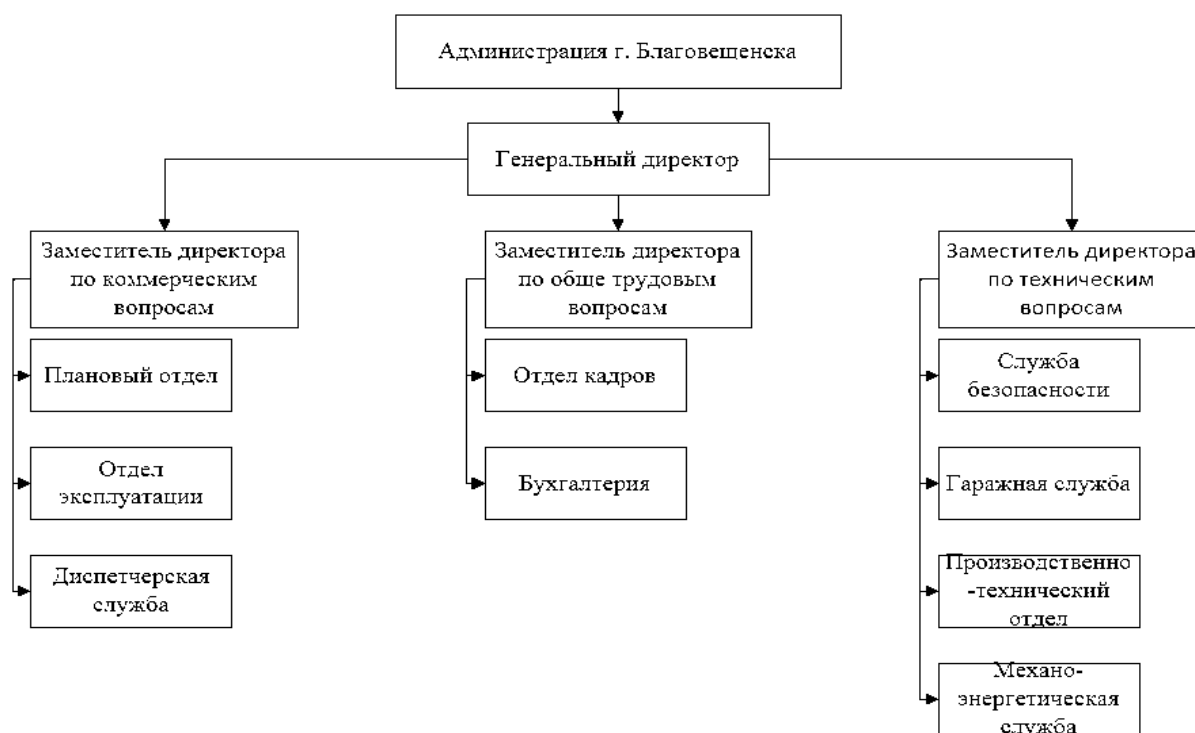 Администрация г. Благовещенска
Генеральный директор
Заместитель директора
по коммерческим
вопросам
Заместитель директора
по обще трудовым
вопросам
Заместитель директора
по техническим
вопросам
Плановый отдел
Отдел кадров
Служба
безопасности
Отдел
эксплуатации
Бухгалтерия
Гаражная служба
Диспетчерская
служба
Производственно
-технический
отдел
Механо-
энергетическая
служба